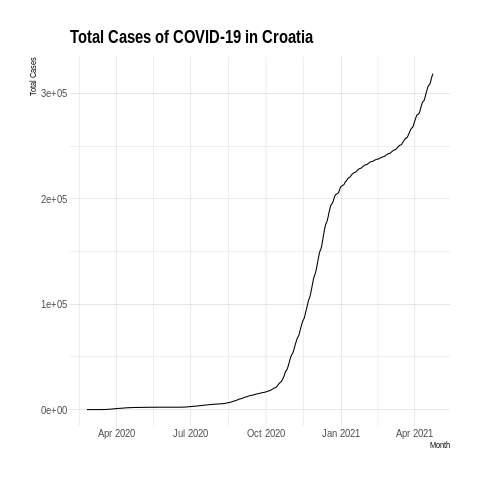 Total Cases of COVID-19 in Croatia
Total Cases
3e+05
2e+05
1e+05
0e+00
Apr 2020 Jul 2020 Oct 2020 Jan 2021 Apr 2021
Month